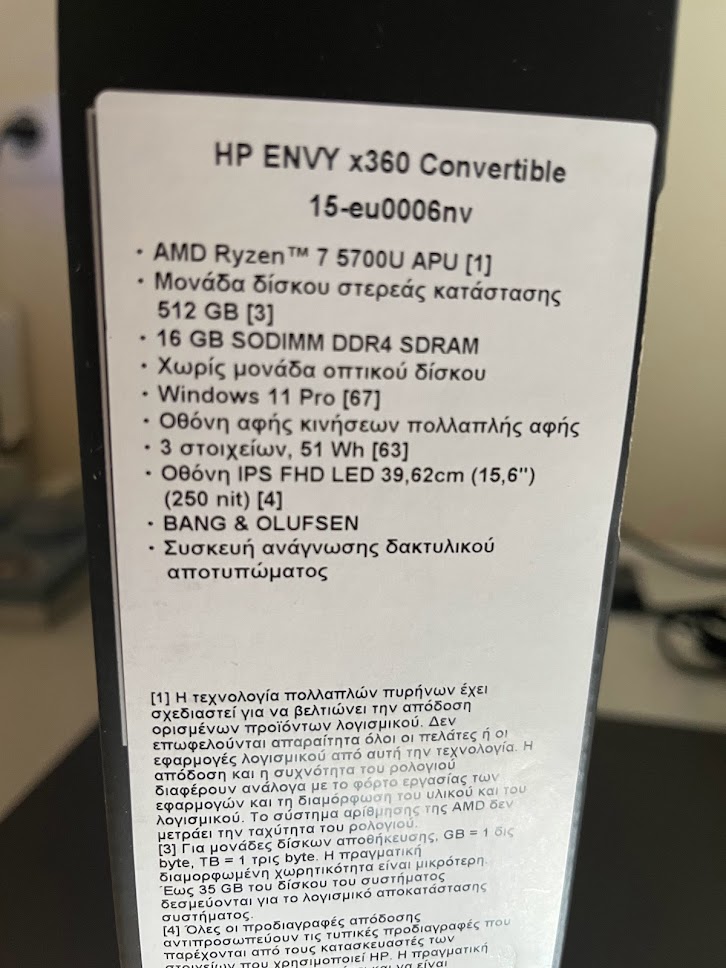 HP ENVY x360 Convertible
15-eu0006nv
· AMD Ryzen™ 7 5700U APU [1]
· Μονάδα δίσκου στερεάς κατάστασης
512 GB [3]
· 16 GB SODIMM DDR4 SDRAM
· Χωρίς μονάδα οπτικού δίσκου
· Windows 11 Pro [67]
· Οθόνη αφής κινήσεων πολλαπλής αφής
· 3 στοιχείων, 51 Wh [63]
· Οθόνη IPS FHD LED 39,62cm (15,6")
(250 nit) [4]
· BANG & OLUFSEN
· Συσκευή ανάγνωσης δακτυλικού
αποτυπώματος
[1] Η τεχνολογία πολλαπλών πυρήνων έχει
σχεδιαστεί για να βελτιώνει την απόδοση
ορισμένων προϊόντων λογισμικού. Δεν
επωφελούνται απαραίτητα όλοι οι πελάτες ή οι
εφαρμογές λογισμικού από αυτή την τεχνολογία. Η
απόδοση και η συχνότητα του ρολογιού
διαφέρουν ανάλογα με το φόρτο εργασίας των
εφαρμογών και τη διαμόρφωση του υλικού και του
λογισμικού. Το σύστημα αρίθμησης της AMD δεν
μετράει την ταχύτητα του ρολογιού.
[3] Για μονάδες δίσκων αποθήκευσης, GB = 1 δις
byte, TB = 1 τρις byte. Η πραγματική
διαμορφωμένη χωρητικότητα είναι μικρότερη.
Έως 35 GB του δίσκου του συστήματος
δεσμεύονται για το λογισμικό αποκατάστασης
συστήματος.
[4] Όλες οι προδιαγραφές απόδοσης
αντιπροσωπεύουν τις τυπικές προδιαγραφές που
παρέχονται από τους κατασκευαστές των
στοιχείων που χρησιμοποιεί HP. Η πραγματική
και να είναι